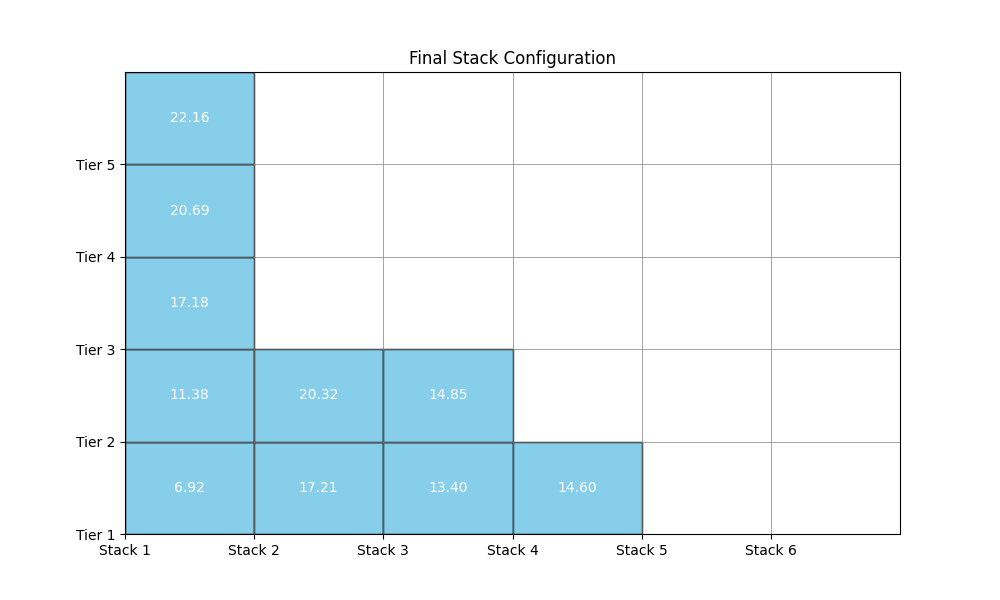 Final Stack Configuration
22.16
Tier 5
20.69
Tier 4
17.18
Tier 3
11.38 20.32 14.85
Tier 2
6.92 17.21 13.40 14.60
Tier 1
Stack 1 Stack 2 Stack 3 Stack 4 Stack 5 Stack 6